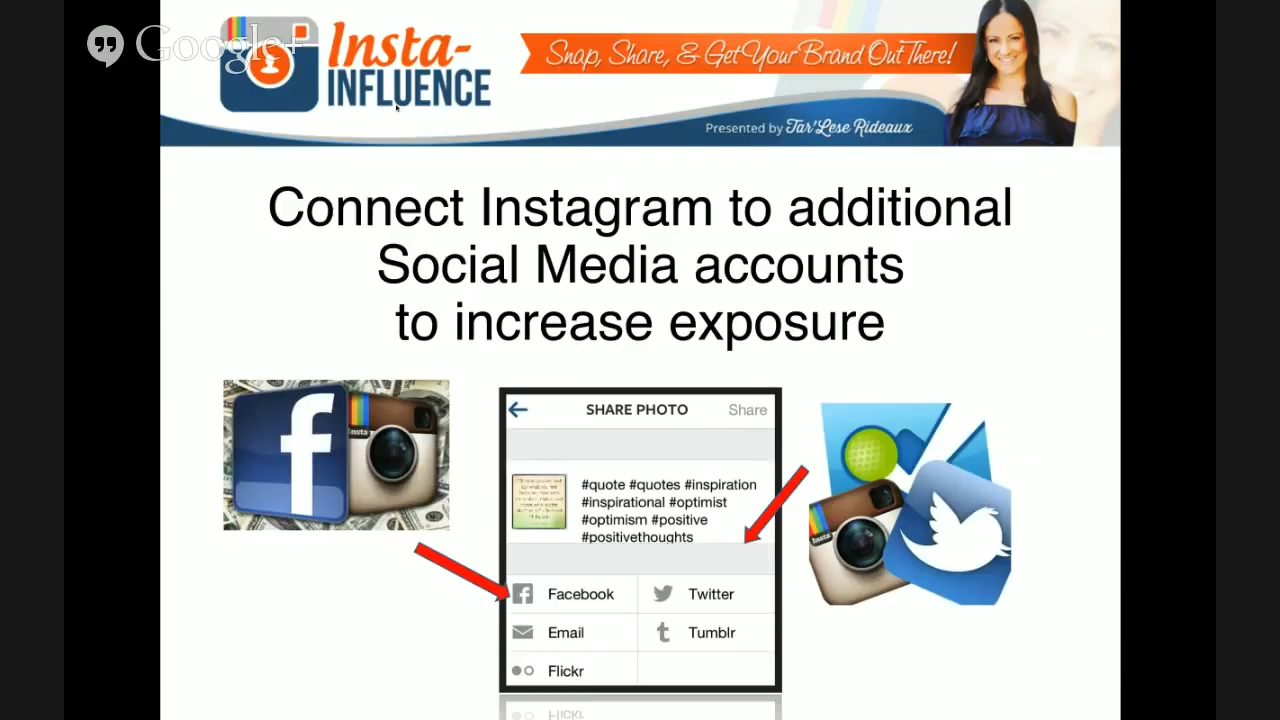 Google+
Insta-
INFLUENCE
Snap, Share, & Get Your Brand Out There!
Presented by Tar'Lese Rideaux
Connect Instagram to additional
Social Media accounts
to increase exposure
f
Insta
SHARE PHOTO Share
#quote #quotes #inspiration
#inspirational #optimist
#optimism #positive
#positivethoughts
Facebook Twitter
Email Tumblr
Flickr